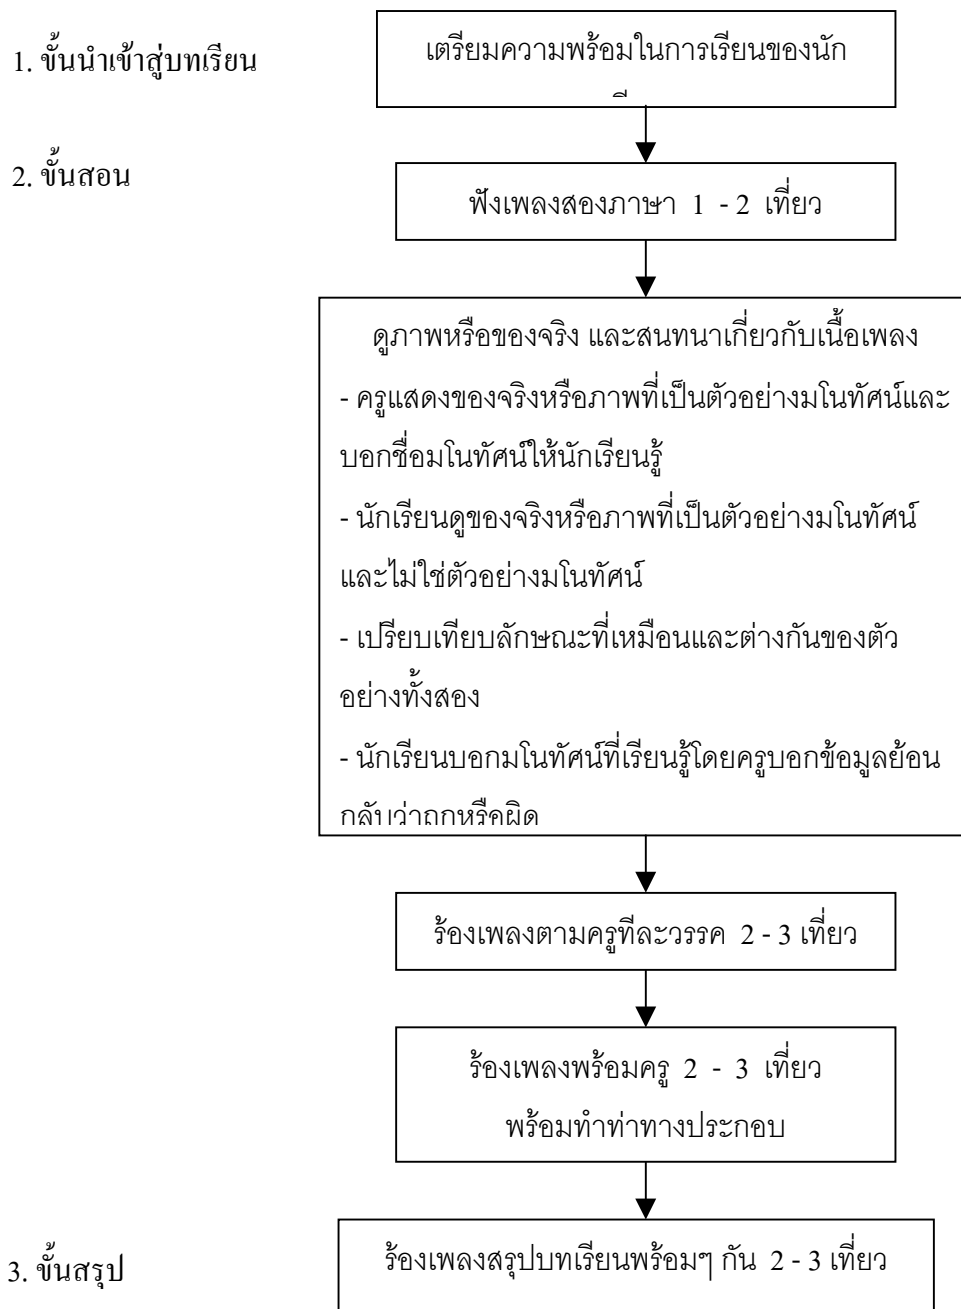 1. ขั้นนำเข้าสู่บทเรียน
เตรียมความพร้อมในการเรียนของนัก
2. ขั้นสอน
ฟังเพลงสองภาษา 1 - 2 เที่ยว
ดูภาพหรือของจริง และสนทนาเกี่ยวกับเนื้อเพลง
- ครูแสดงของจริงหรือภาพที่เป็นตัวอย่างมโนทัศน์และ
บอกชื่อมโนทัศน์ให้นักเรียนรู้
- นักเรียนดูของจริงหรือภาพที่เป็นตัวอย่างมโนทัศน์
และไม่ใช่ตัวอย่างมโนทัศน์
- เปรียบเทียบลักษณะที่เหมือนและต่างกันของตัว
อย่างทั้งสอง
- นักเรียนบอกมโนทัศน์ที่เรียนรู้โดยครูบอกข้อมูลย้อน
กลับว่าถูกหรือผิด
ร้องเพลงตามครูทีละวรรค 2 - 3 เที่ยว
ร้องเพลงพร้อมครู 2 - 3 เที่ยว
พร้อมทำท่าทางประกอบ
3. ขั้นสรุป
ร้องเพลงสรุปบทเรียนพร้อมๆ กัน 2 - 3 เที่ยว